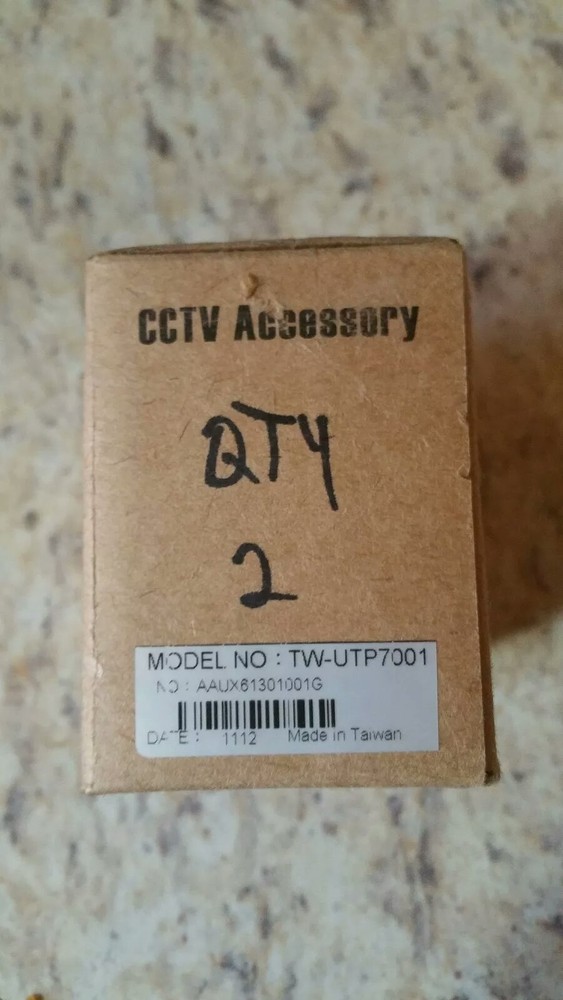 CCTV Accessory
QTY
2
MODEL NO : TW-UTP7001
NO : AAUX61301001G
DATE : 1112 Made in Taiwan